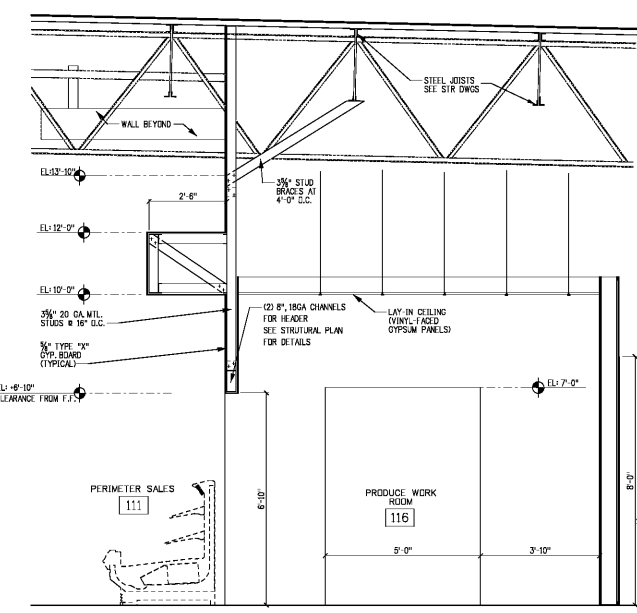 STEEL JOISTS
SEE STR DWGS
WALL BEYOND
EL:13'-10"
3⅝" STUD
BRACES AT
4'-0" O.C.
2'-6"
EL: 12'-0"
EL: 10'-0"
3⅝" 20 GA. MTL.
STUDS @ 16" O.C.
(2) 8", 18GA CHANNELS
FOR HEADER
SEE STRUTURAL PLAN
FOR DETAILS
LAY-IN CEILING
(VINYL-FACED
GYPSUM PANELS)
⅝" TYPE "X"
GYP. BOARD
(TYPICAL)
EL: +6'-10"
CLEARANCE FROM F.F.
EL: 7'-0"
PERIMETER SALES
111
6'-10"
PRODUCE WORK
ROOM
116
8'-0"
5'-0"
3'-10"